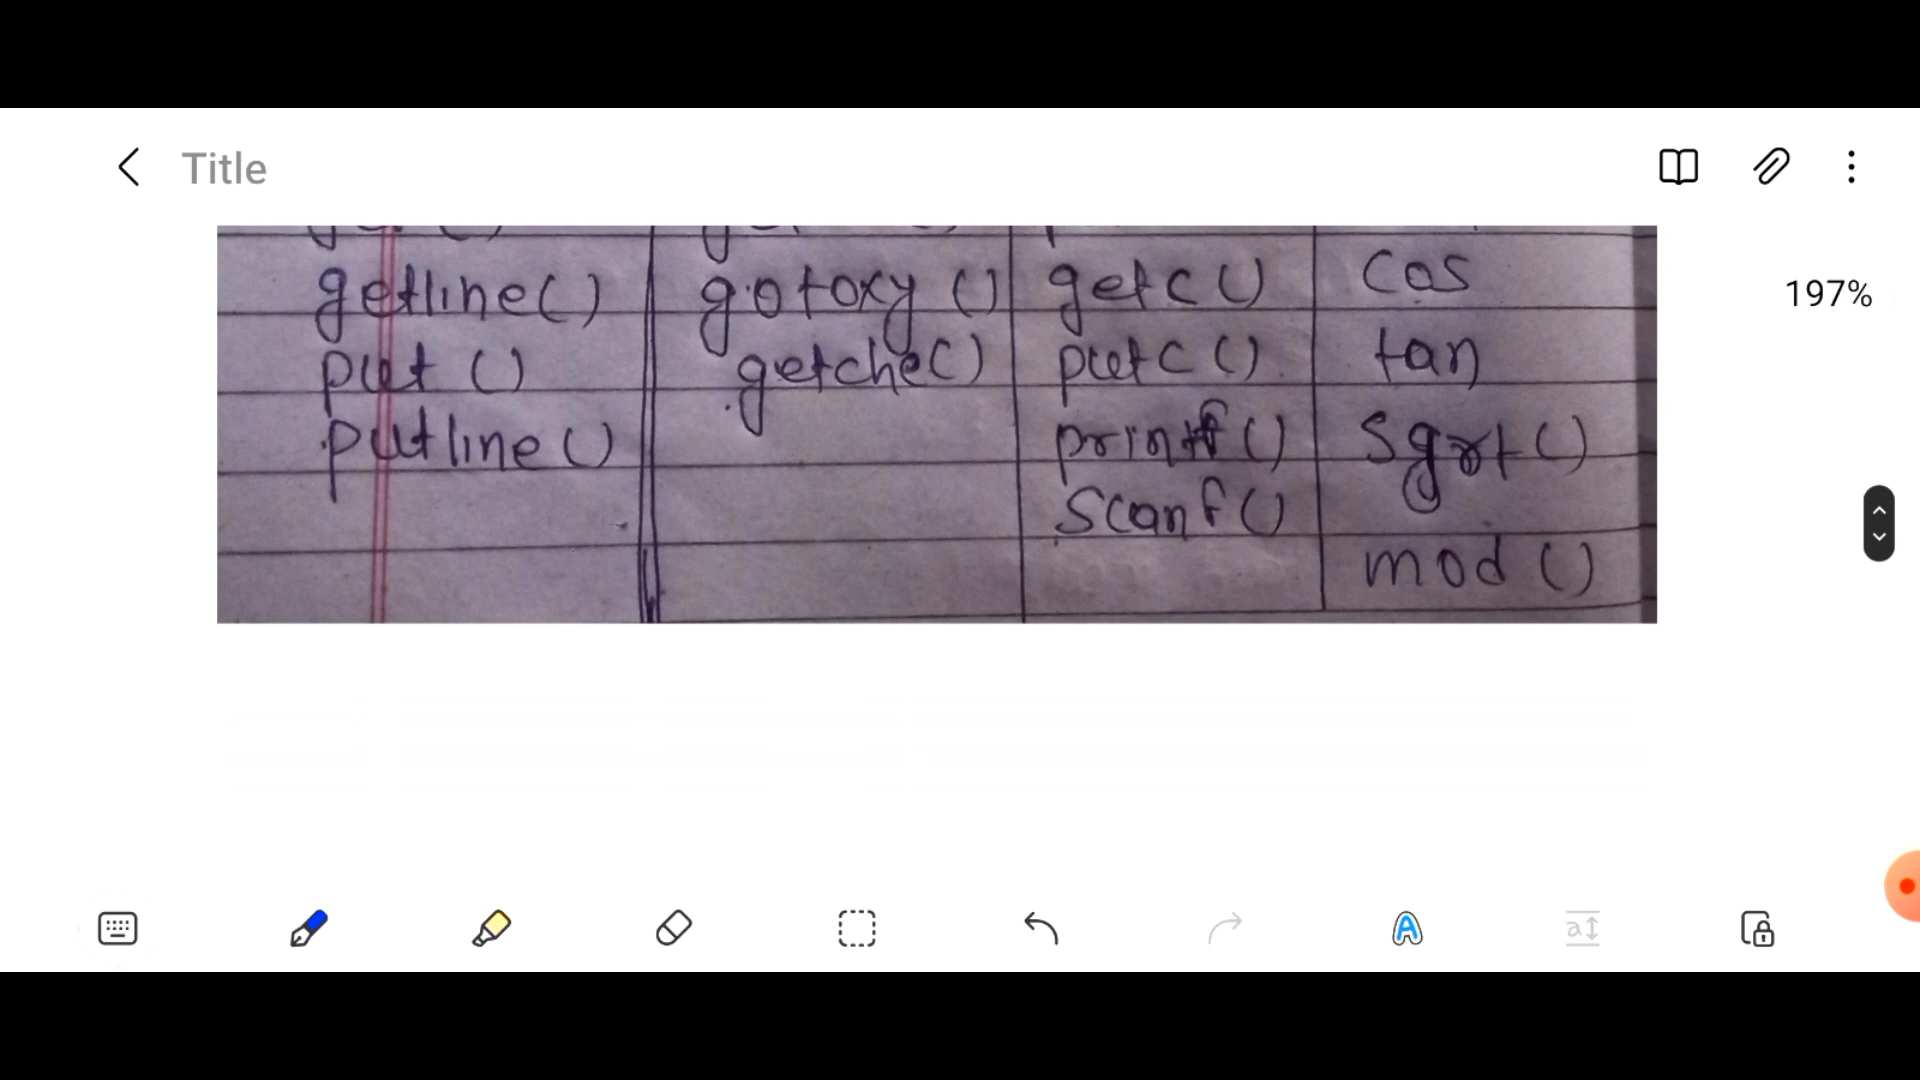 Title
197%
getline() gotoxy () getc () Cos
put () getche() putc () tan
putline () printf () Sqrt ()
Scanf ()
mod ()